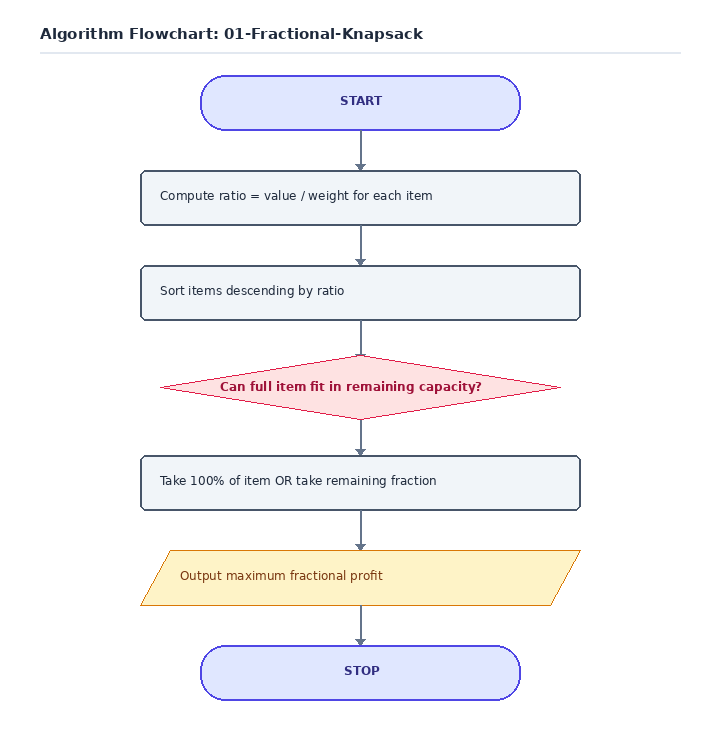 Algorithm Flowchart: 01-Fractional-Knapsack
START
Compute ratio = value / weight for each item
Sort items descending by ratio
Can full item fit in remaining capacity?
Take 100% of item OR take remaining fraction
Output maximum fractional profit
STOP